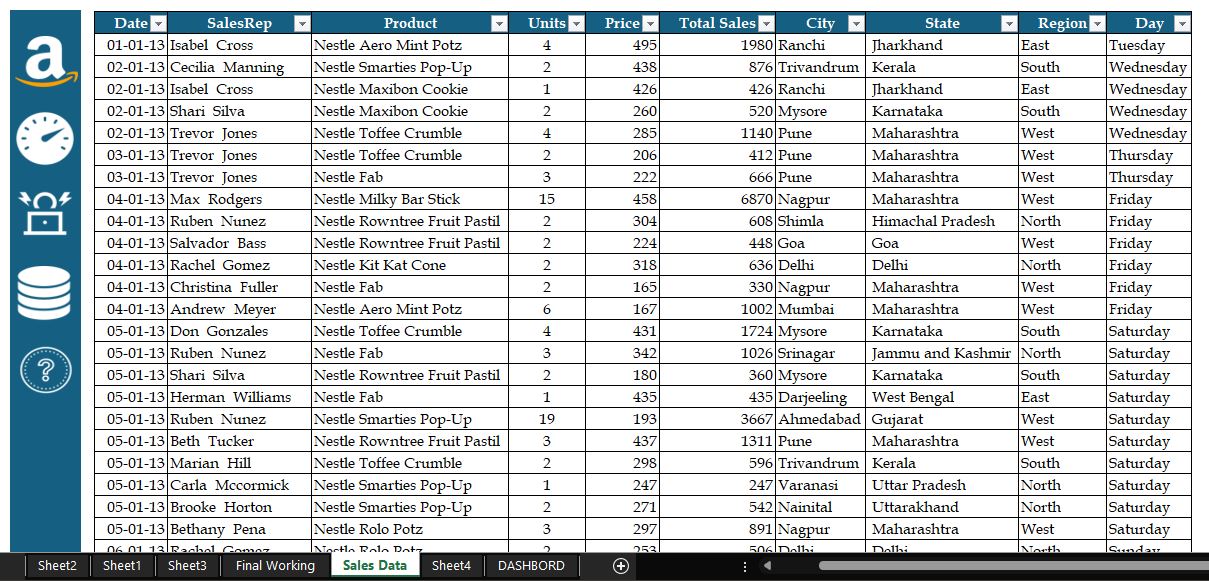 Date SalesRep Product Units Price Total Sales City State Region Day
01-01-13 Isabel Cross Nestle Aero Mint Potz 4 495 1980 Ranchi Jharkhand East Tuesday
02-01-13 Cecilia Manning Nestle Smarties Pop-Up 2 438 876 Trivandrum Kerala South Wednesday
02-01-13 Isabel Cross Nestle Maxibon Cookie 1 426 426 Ranchi Jharkhand East Wednesday
02-01-13 Shari Silva Nestle Maxibon Cookie 2 260 520 Mysore Karnataka South Wednesday
02-01-13 Trevor Jones Nestle Toffee Crumble 4 285 1140 Pune Maharashtra West Wednesday
03-01-13 Trevor Jones Nestle Toffee Crumble 2 206 412 Pune Maharashtra West Thursday
03-01-13 Trevor Jones Nestle Fab 3 222 666 Pune Maharashtra West Thursday
04-01-13 Max Rodgers Nestle Milky Bar Stick 15 458 6870 Nagpur Maharashtra West Friday
04-01-13 Ruben Nunez Nestle Rowntree Fruit Pastil 2 304 608 Shimla Himachal Pradesh North Friday
04-01-13 Salvador Bass Nestle Rowntree Fruit Pastil 2 224 448 Goa Goa West Friday
04-01-13 Rachel Gomez Nestle Kit Kat Cone 2 318 636 Delhi Delhi North Friday
04-01-13 Christina Fuller Nestle Fab 2 165 330 Nagpur Maharashtra West Friday
04-01-13 Andrew Meyer Nestle Aero Mint Potz 6 167 1002 Mumbai Maharashtra West Friday
05-01-13 Don Gonzales Nestle Toffee Crumble 4 431 1724 Mysore Karnataka South Saturday
05-01-13 Ruben Nunez Nestle Fab 3 342 1026 Srinagar Jammu and Kashmir North Saturday
05-01-13 Shari Silva Nestle Rowntree Fruit Pastil 2 180 360 Mysore Karnataka South Saturday
05-01-13 Herman Williams Nestle Fab 1 435 435 Darjeeling West Bengal East Saturday
05-01-13 Ruben Nunez Nestle Smarties Pop-Up 19 193 3667 Ahmedabad Gujarat West Saturday
05-01-13 Beth Tucker Nestle Rowntree Fruit Pastil 3 437 1311 Pune Maharashtra West Saturday
05-01-13 Marian Hill Nestle Toffee Crumble 2 298 596 Trivandrum Kerala South Saturday
05-01-13 Carla Mccormick Nestle Smarties Pop-Up 1 247 247 Varanasi Uttar Pradesh North Saturday
05-01-13 Brooke Horton Nestle Smarties Pop-Up 2 271 542 Nainital Uttarakhand North Saturday
05-01-13 Bethany Pena Nestle Rolo Potz 3 297 891 Nagpur Maharashtra West Saturday
06-01-13 Rachel Gomez Nestle Rolo Potz 2 253 506 Delhi Delhi North Sunday
a
?
Sheet2 Sheet1 Sheet3 Final Working Sales Data Sheet4 DASHBORD